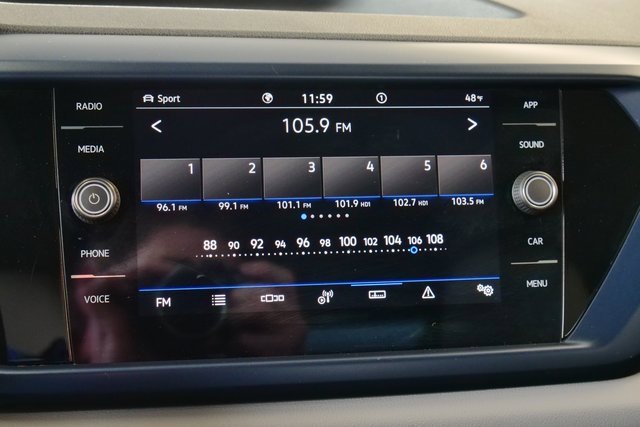 RADIO
MEDIA
PHONE
VOICE
Sport 11:59 1 48°F
< 105.9 FM >
1 2 3 4 5 6
96.1 FM 99.1 FM 101.1 FM 101.9 HD1 102.7 HD1 103.5 FM
88 90 92 94 96 98 100 102 104 106 108
FM
APP
SOUND
CAR
MENU